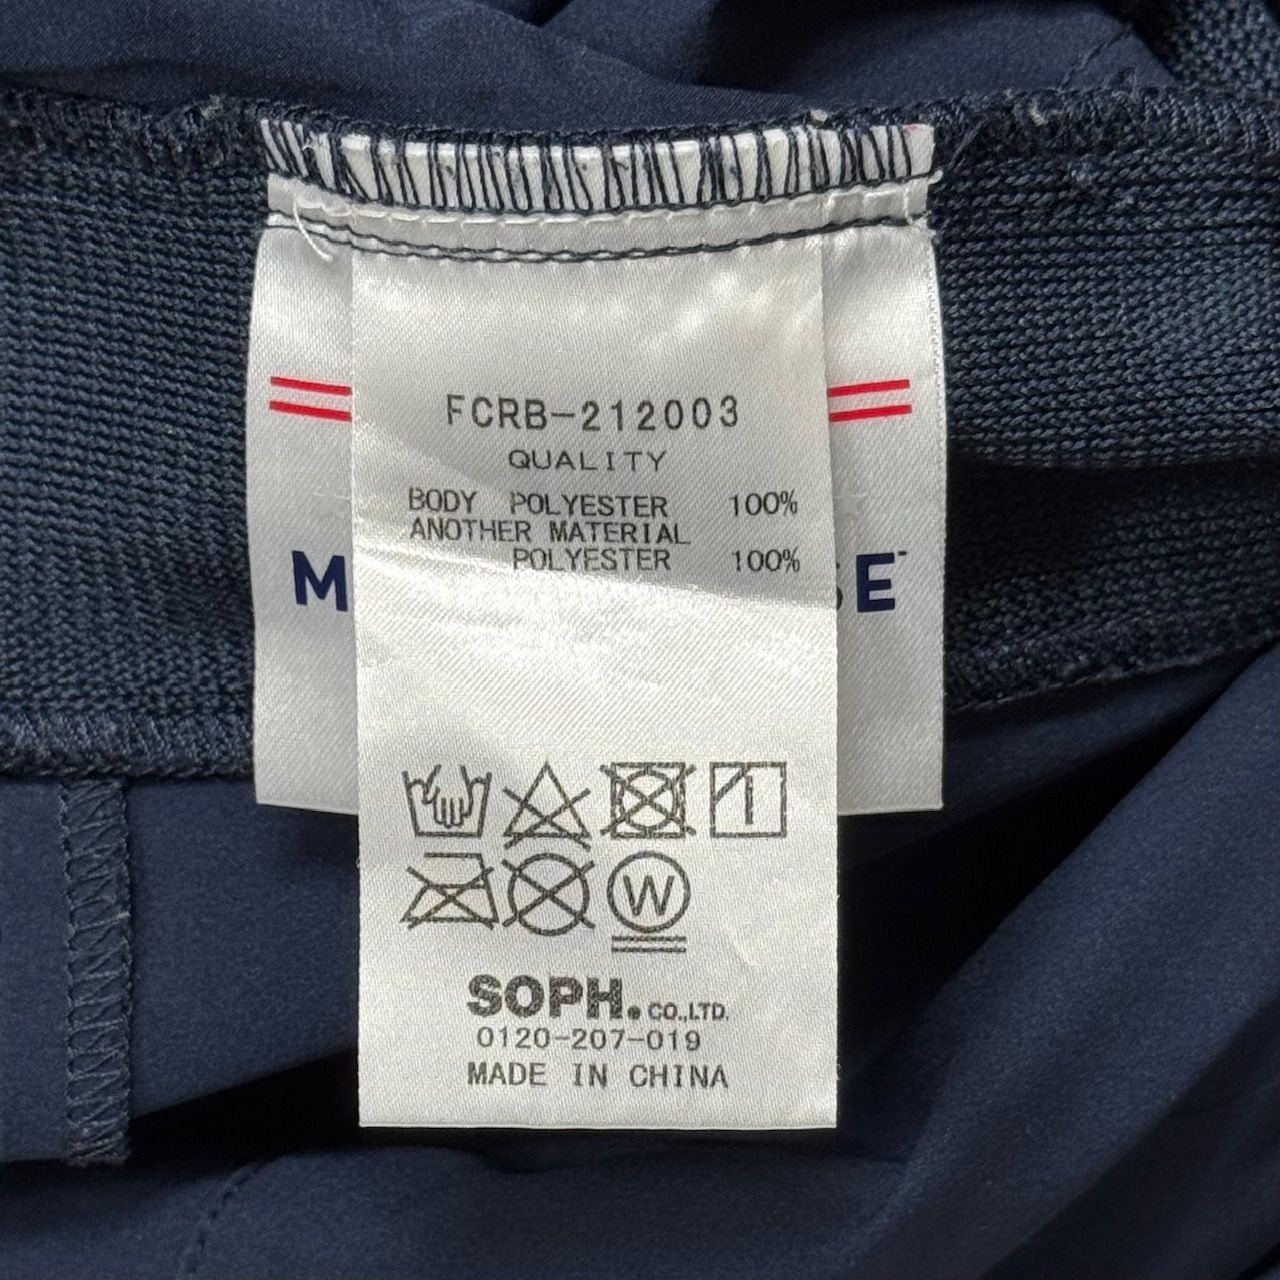 FCRB-212003
QUALITY
BODY POLYESTER 100%
ANOTHER MATERIAL
POLYESTER 100%
M SE
W
SOPH. CO.,LTD.
0120-207-019
MADE IN CHINA